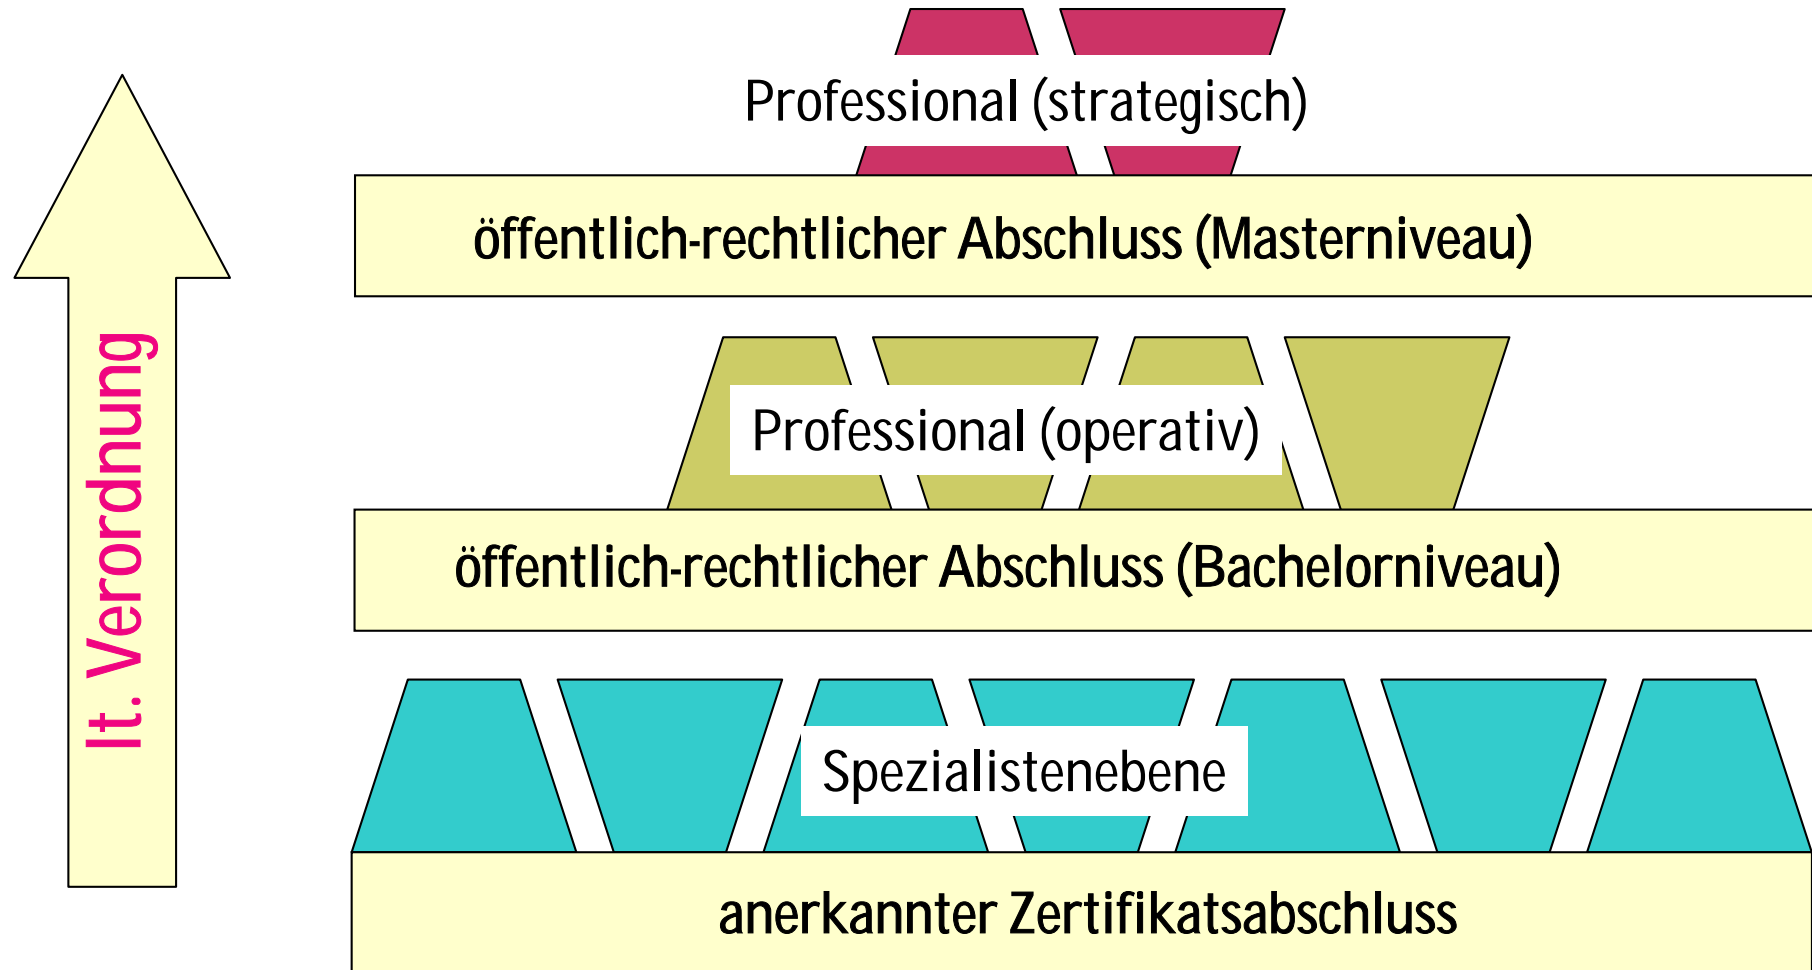 Professional (strategisch)
öffentlich-rechtlicher Abschluss (Masterniveau)
lt. Verordnung
Professional (operativ)
öffentlich-rechtlicher Abschluss (Bachelorniveau)
Spezialistenebene
anerkannter Zertifikatsabschluss